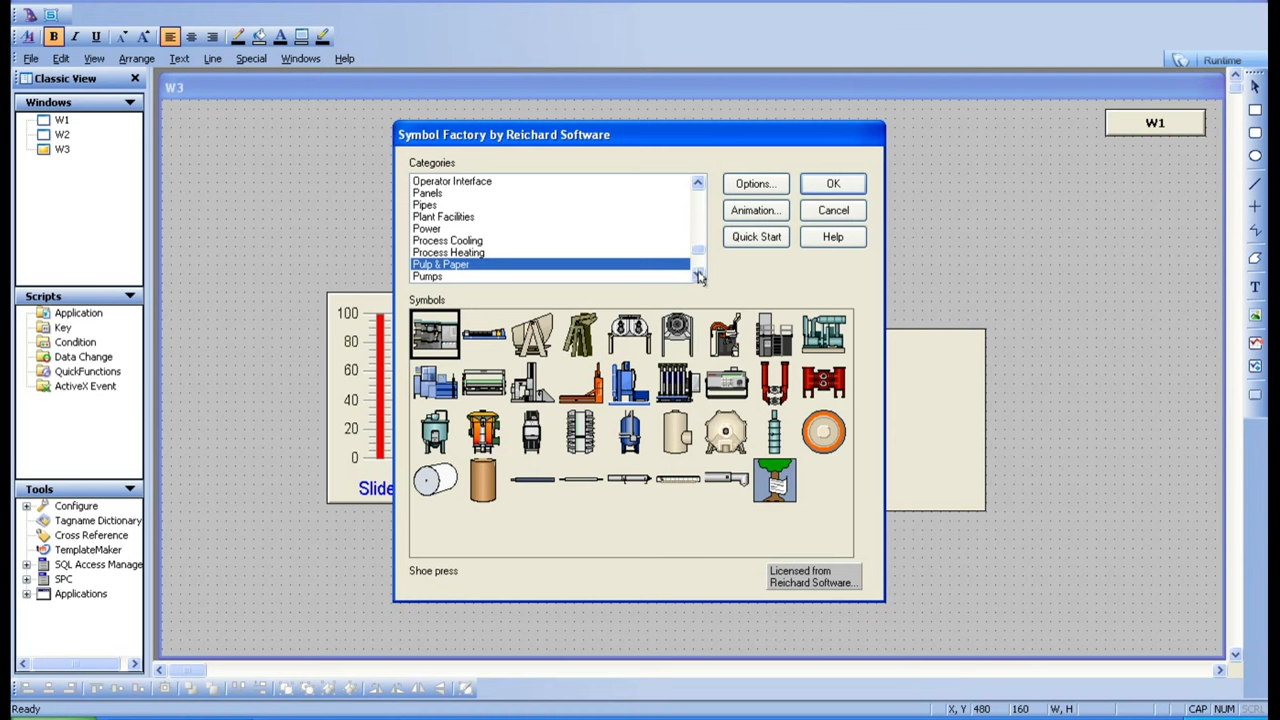 B I U A A A
File Edit View Arrange Text Line Special Windows Help
Runtime
Classic View
W3
Windows
W1
W2
W3
W1
Symbol Factory by Reichard Software
Categories
Operator Interface
Panels
Pipes
Plant Facilities
Power
Process Cooling
Process Heating
Pulp & Paper
Pumps
Options... OK
Animation... Cancel
Quick Start Help
Symbols
Scripts
Application
Key
Condition
Data Change
QuickFunctions
ActiveX Event
100
80
60
40
20
0
Slide
Tools
Configure
Tagname Dictionary
Cross Reference
TemplateMaker
SQL Access Manage
SPC
Applications
Shoe press
Licensed from
Reichard Software...
T
Ready
X, Y 480 160 W, H CAP NUM SCRL